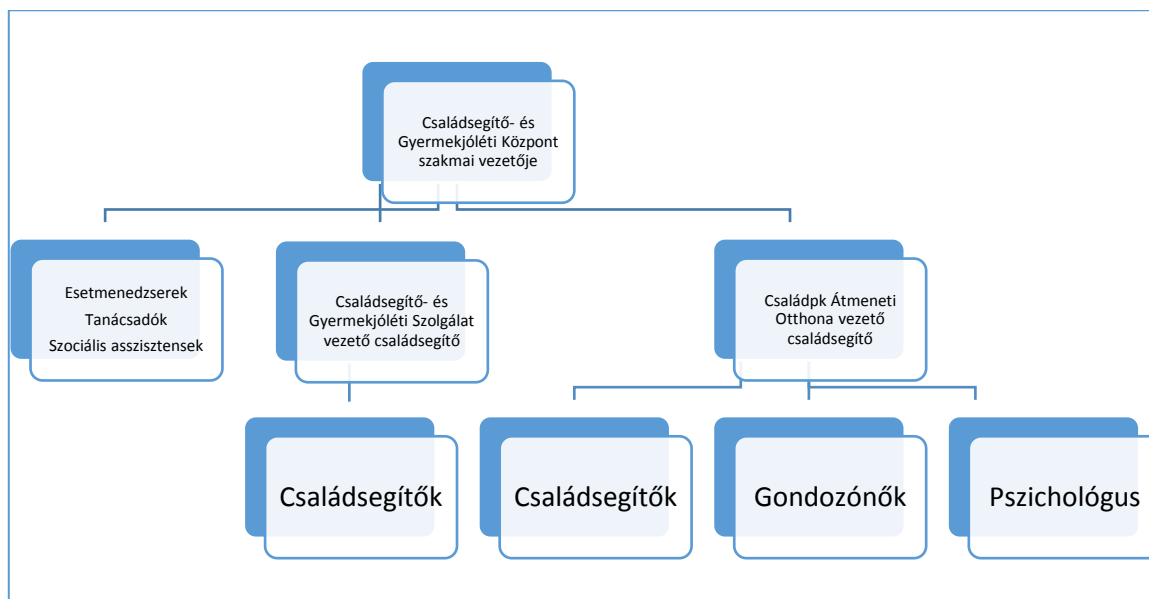 Családsegítő- és
Gyermekjóléti Központ
szakmai vezetője
Esetmenedzserek
Tanácsadók
Szociális asszisztensek
Családsegítő- és
Gyermekjóléti Szolgálat
vezető családsegítő
Családpk Átmeneti
Otthona vezető
családsegítő
Családsegítők
Családsegítők
Gondozónők
Pszichológus